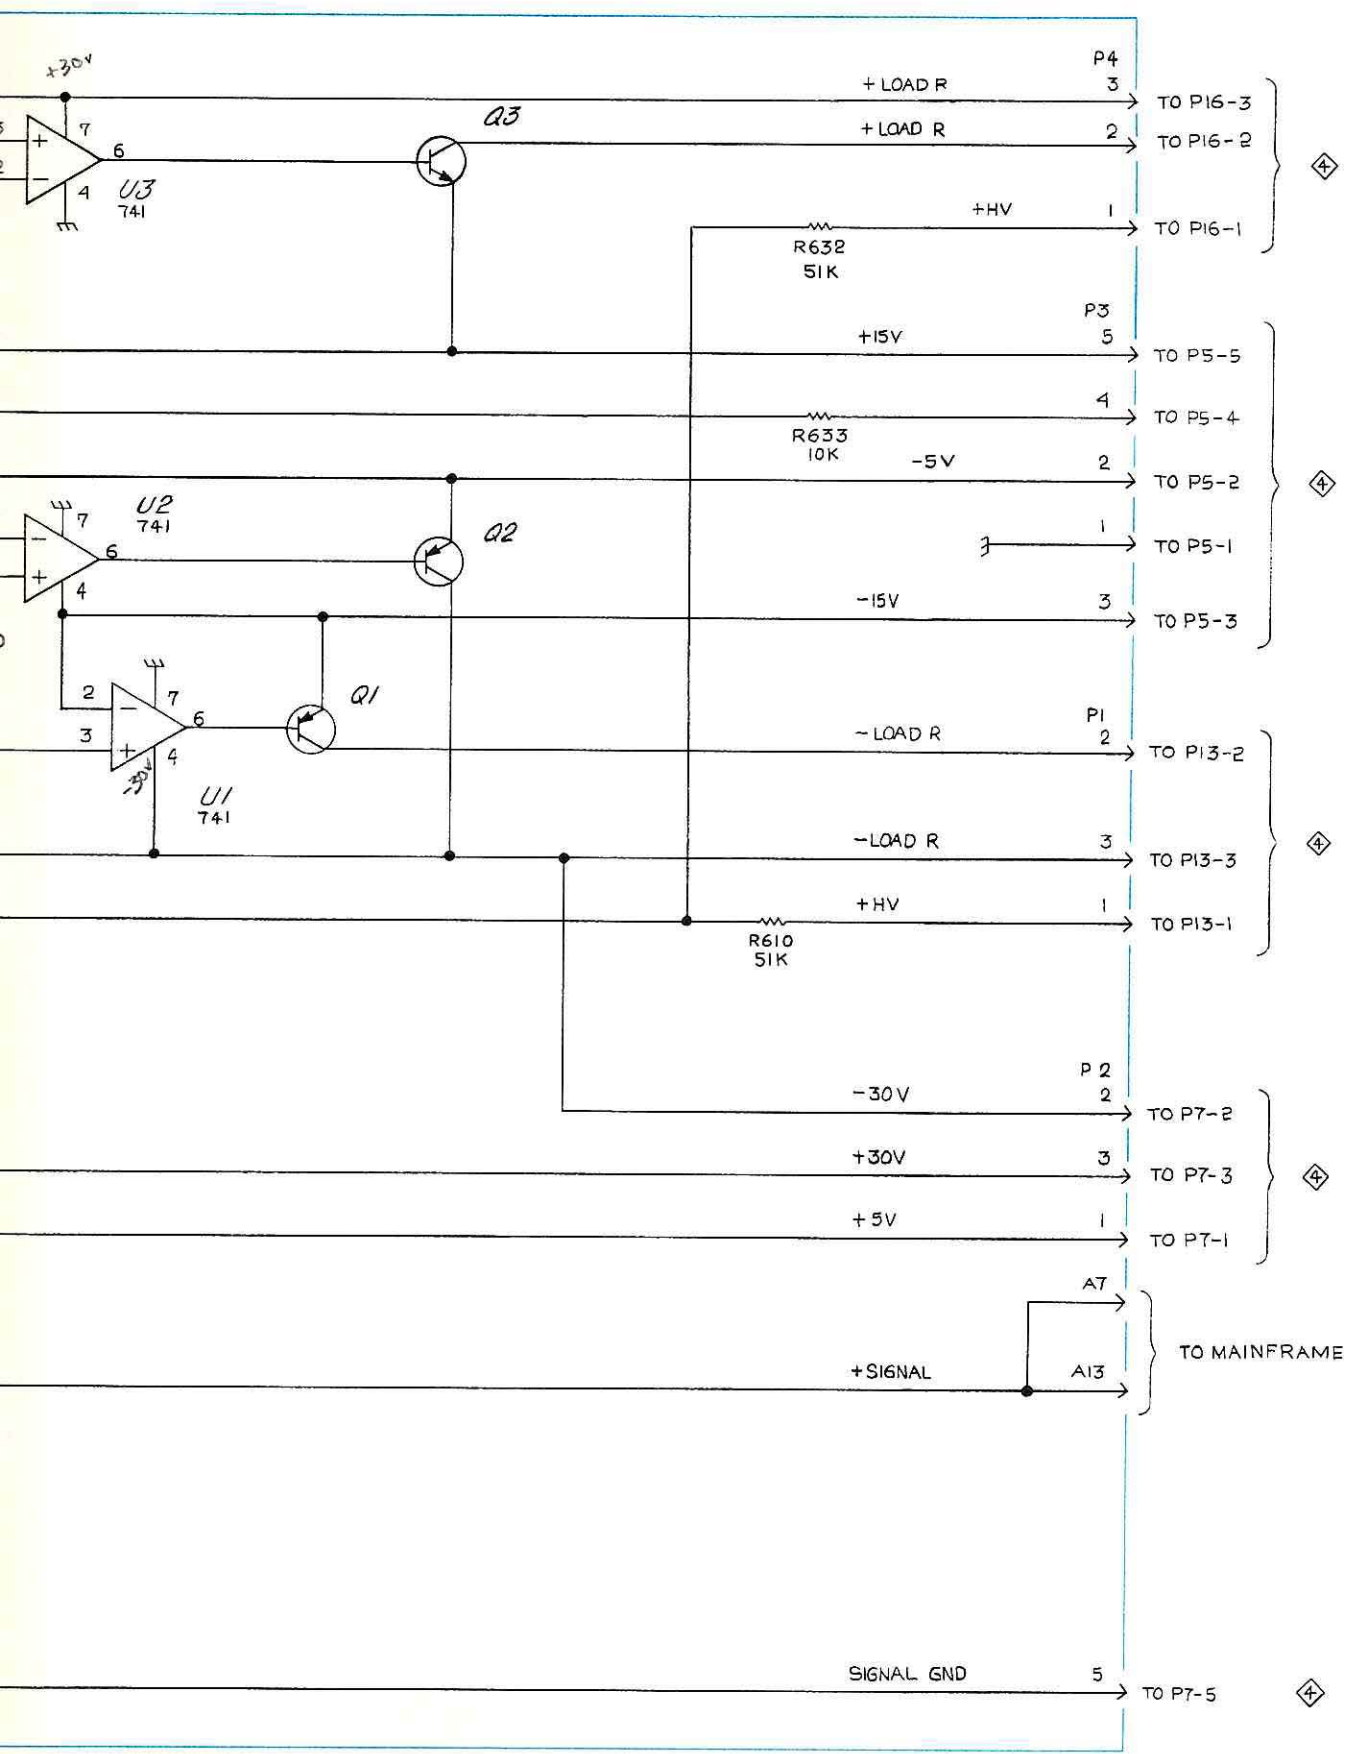 +30V
P4
+ LOAD R 3 TO P16-3
+ LOAD R 2 TO P16-2
Q3
+
-
7
6
4
U3
741
4
+HV 1 TO P16-1
R632
51K
P3
+15V 5 TO P5-5
4 TO P5-4
R633
10K
-5V 2 TO P5-2
4
U2
741
7
-
+
6
4
Q2
1 TO P5-1
-15V 3 TO P5-3
2
-
7
6
3
+
4
-30V
U1
741
Q1
P1
- LOAD R 2 TO P13-2
-LOAD R 3 TO P13-3
4
+HV 1 TO P13-1
R610
51K
P2
-30V 2 TO P7-2
+30V 3 TO P7-3
4
+5V 1 TO P7-1
A7
TO MAINFRAME
+SIGNAL A13
SIGNAL GND 5 TO P7-5
4